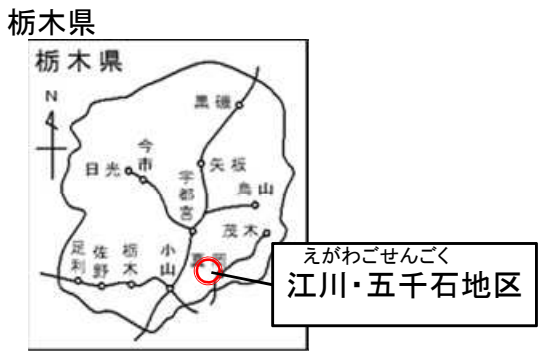 栃木県
栃木県
N
黒磯
今市
日光
矢板
宇都宮
烏山
茂木
足利
佐野
栃木
小山
真岡
えがわごせんごく
江川・五千石地区